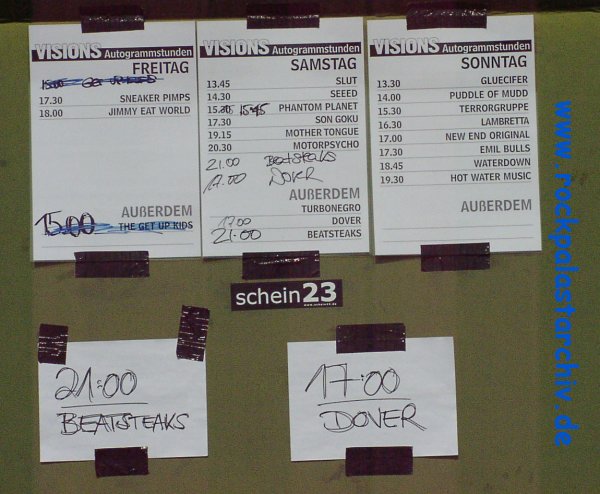 VISIONS Autogrammstunden
FREITAG
15.00 GET UP KIDS
17.30 SNEAKER PIMPS
18.00 JIMMY EAT WORLD
AUßERDEM
15:00 THE GET UP KIDS
VISIONS Autogrammstunden
SAMSTAG
13.45 SLUT
14.30 SEEED
15.45 PHANTOM PLANET
17.30 SON GOKU
19.15 MOTHER TONGUE
20.30 MOTORPSYCHO
21.00 BEATSTEAKS
17.00 DOVER
AUßERDEM
TURBONEGRO
17.00 DOVER
21:00 BEATSTEAKS
VISIONS Autogrammstunden
SONNTAG
13.30 GLUECIFER
14.00 PUDDLE OF MUDD
15.30 TERRORGRUPPE
16.30 LAMBRETTA
17.00 NEW END ORIGINAL
17.30 EMIL BULLS
18.45 WATERDOWN
19.30 HOT WATER MUSIC
AUßERDEM
schein23
21:00
BEATSTEAKS
17:00
DOVER
www.rockpalastarchiv.de